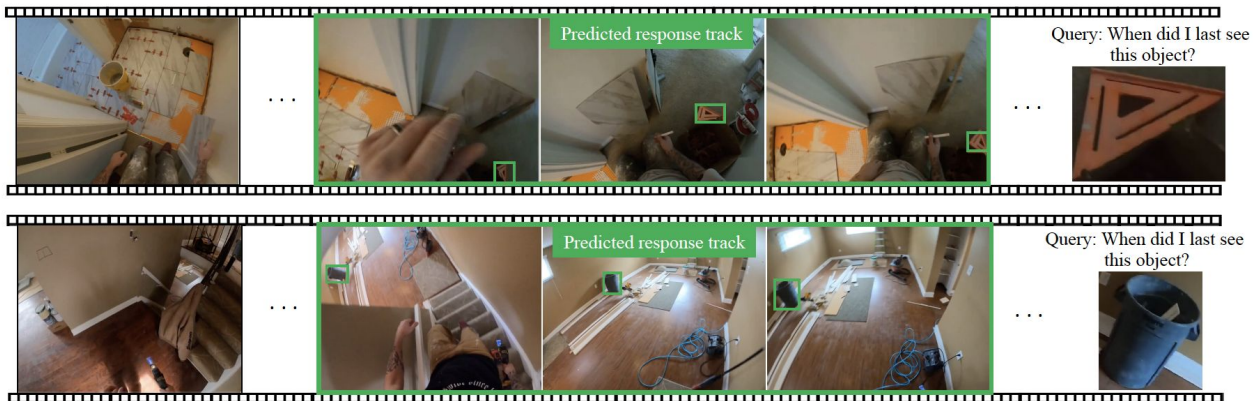 Predicted response track
Query: When did I last see
this object?
. . .
. . .
Predicted response track
Query: When did I last see
this object?
. . .
. . .